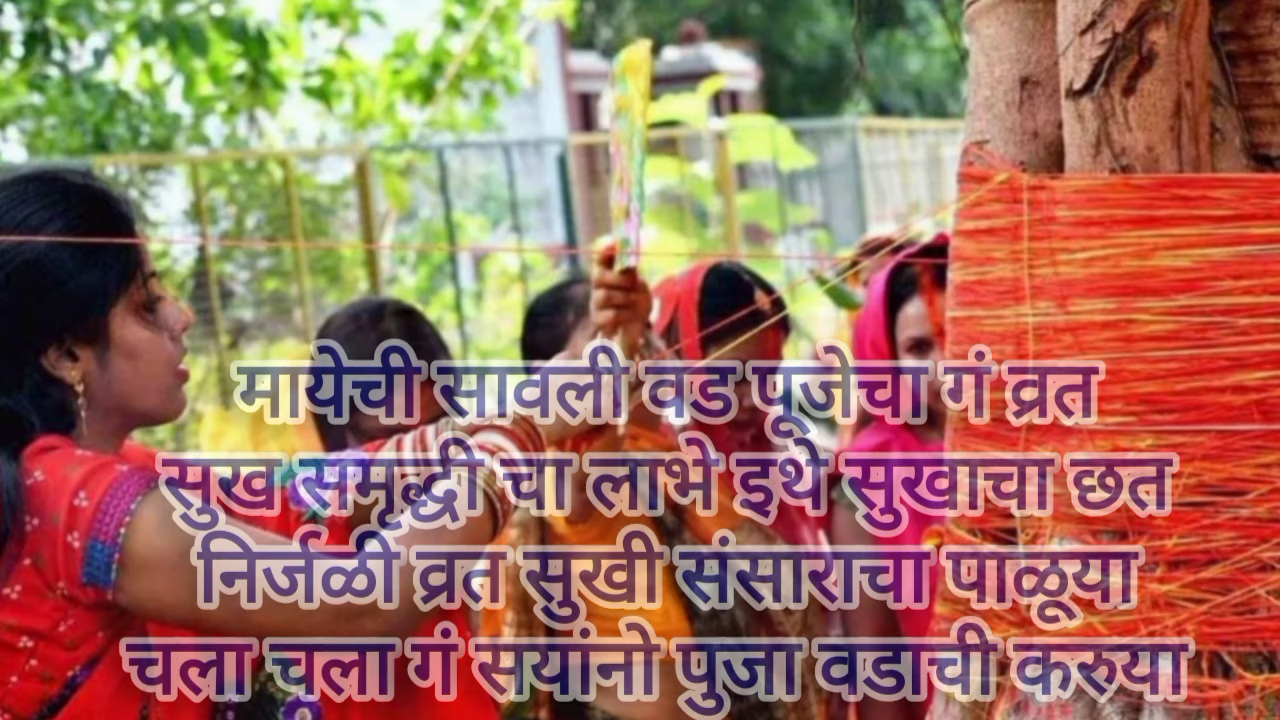 मायेची सावली वड पूजेचा गं व्रत
सुख समृद्धी चा लाभे इथे सुखाचा छत
निर्जळी व्रत सुखी संसाराचा पाळूया
चला चला गं सयांनो पुजा वडाची करुया